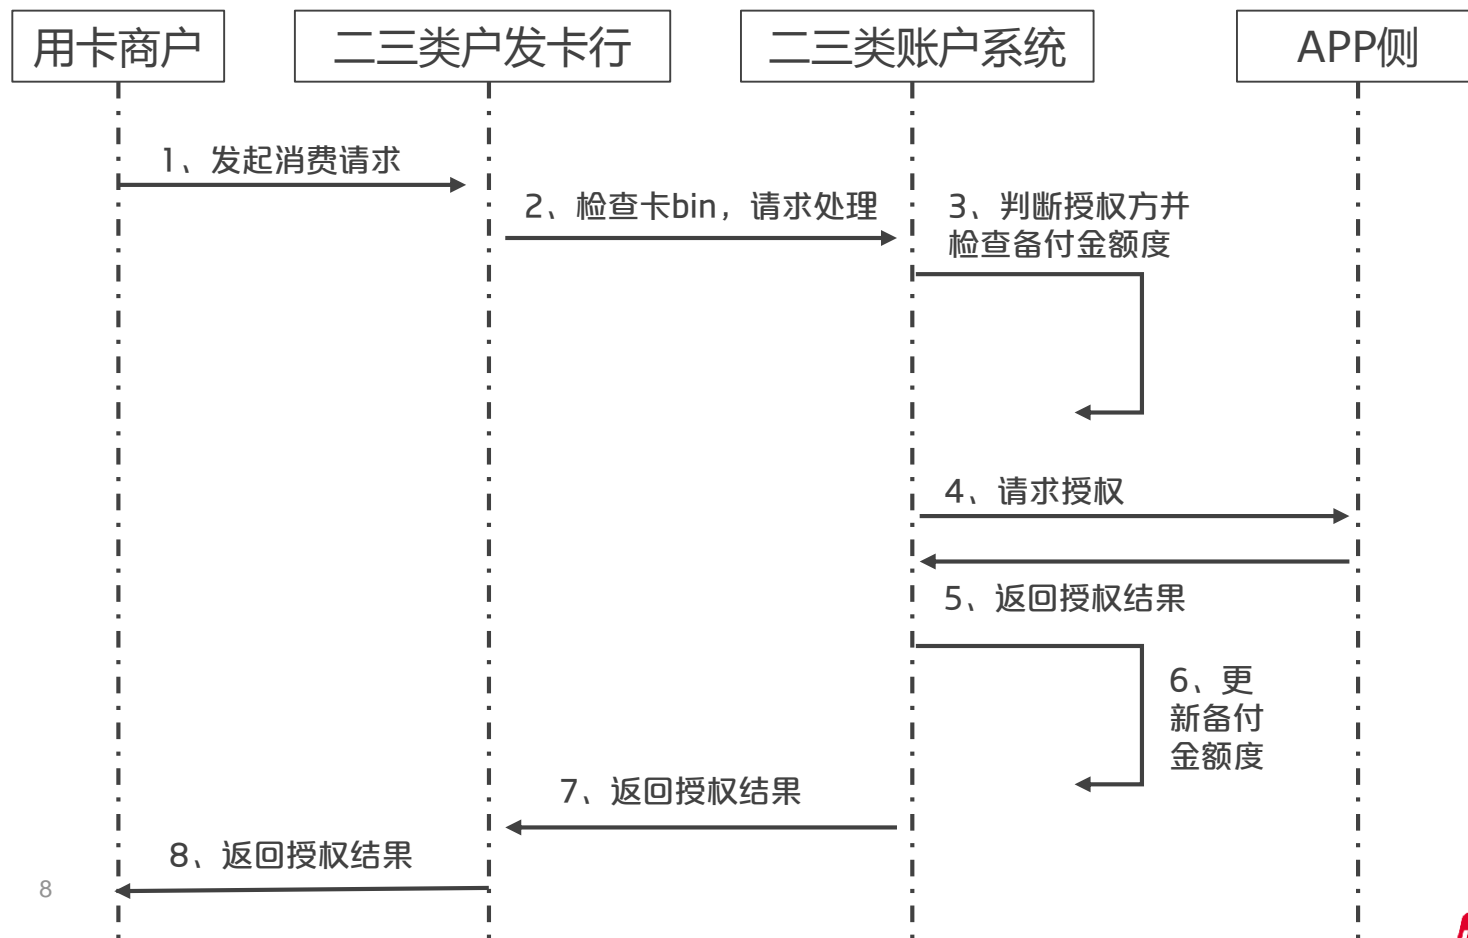 用卡商户
二三类户发卡行
二三类账户系统
APP侧
1、发起消费请求
2、检查卡bin，请求处理
3、判断授权方并
检查备付金额度
4、请求授权
5、返回授权结果
6、更
新备付
金额度
7、返回授权结果
8、返回授权结果
8